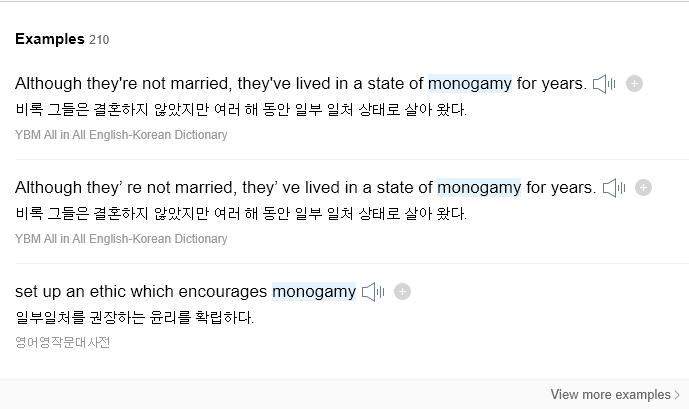 Examples 210
Although they're not married, they've lived in a state of monogamy for years.
비록 그들은 결혼하지 않았지만 여러 해 동안 일부 일처 상태로 살아 왔다.
YBM All in All English-Korean Dictionary
Although they’ re not married, they’ ve lived in a state of monogamy for years.
비록 그들은 결혼하지 않았지만 여러 해 동안 일부 일처 상태로 살아 왔다.
YBM All in All English-Korean Dictionary
set up an ethic which encourages monogamy
일부일처를 권장하는 윤리를 확립하다.
영어영작문대사전
View more examples